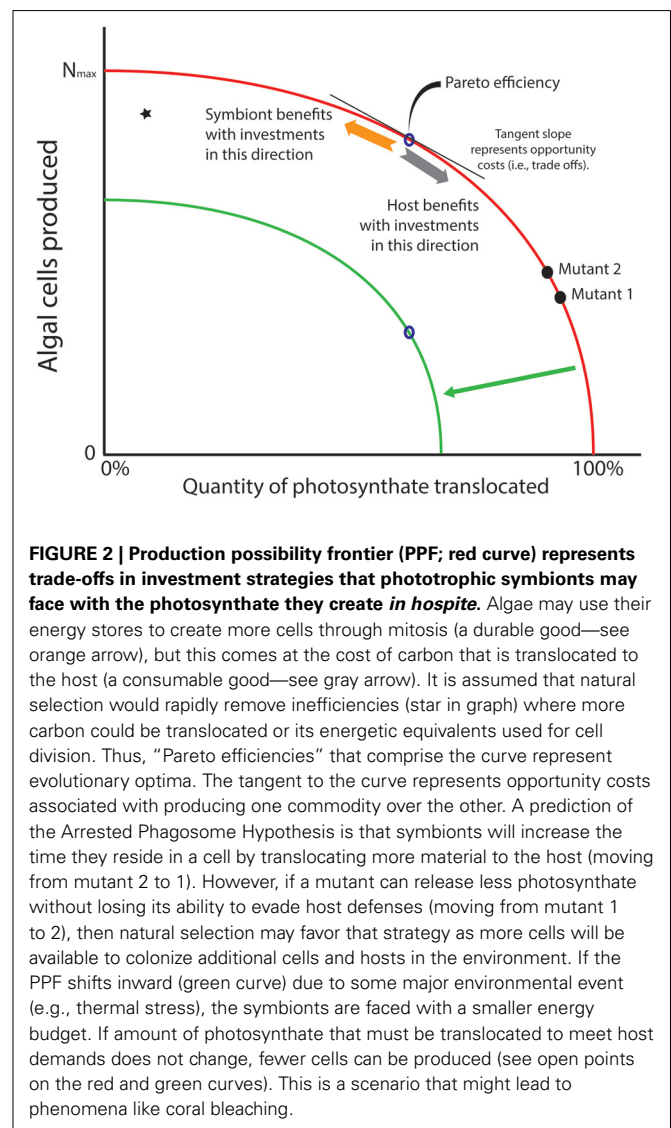 Nmax
Algal cells produced
0
0%
100%
Quantity of photosynthate translocated
Pareto efficiency
Symbiont benefits
with investments
in this direction
Tangent slope
represents opportunity
costs (i.e., trade offs).
Host benefits
with investments
in this direction
Mutant 2
Mutant 1
FIGURE 2 | Production possibility frontier (PPF; red curve) represents
trade-offs in investment strategies that phototrophic symbionts may
face with the photosynthate they create in hospite. Algae may use their
energy stores to create more cells through mitosis (a durable good—see
orange arrow), but this comes at the cost of carbon that is translocated to
the host (a consumable good—see gray arrow). It is assumed that natural
selection would rapidly remove inefficiencies (star in graph) where more
carbon could be translocated or its energetic equivalents used for cell
division. Thus, “Pareto efficiencies” that comprise the curve represent
evolutionary optima. The tangent to the curve represents opportunity costs
associated with producing one commodity over the other. A prediction of
the Arrested Phagosome Hypothesis is that symbionts will increase the
time they reside in a cell by translocating more material to the host (moving
from mutant 2 to 1). However, if a mutant can release less photosynthate
without losing its ability to evade host defenses (moving from mutant 1
to 2), then natural selection may favor that strategy as more cells will be
available to colonize additional cells and hosts in the environment. If the
PPF shifts inward (green curve) due to some major environmental event
(e.g., thermal stress), the symbionts are faced with a smaller energy
budget. If amount of photosynthate that must be translocated to meet host
demands does not change, fewer cells can be produced (see open points
on the red and green curves). This is a scenario that might lead to
phenomena like coral bleaching.